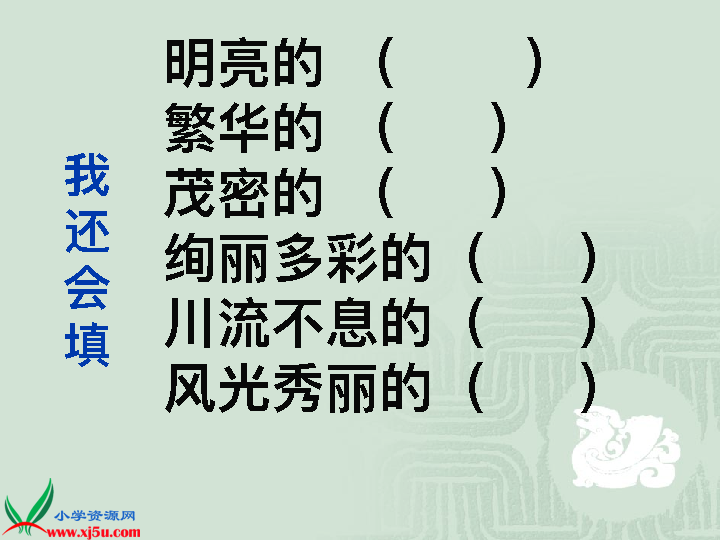 我还会填
明亮的 （     ）
繁华的 （     ）
茂密的 （     ）
绚丽多彩的（     ）
川流不息的（     ）
风光秀丽的（     ）
小学资源网
www.xj5u.com